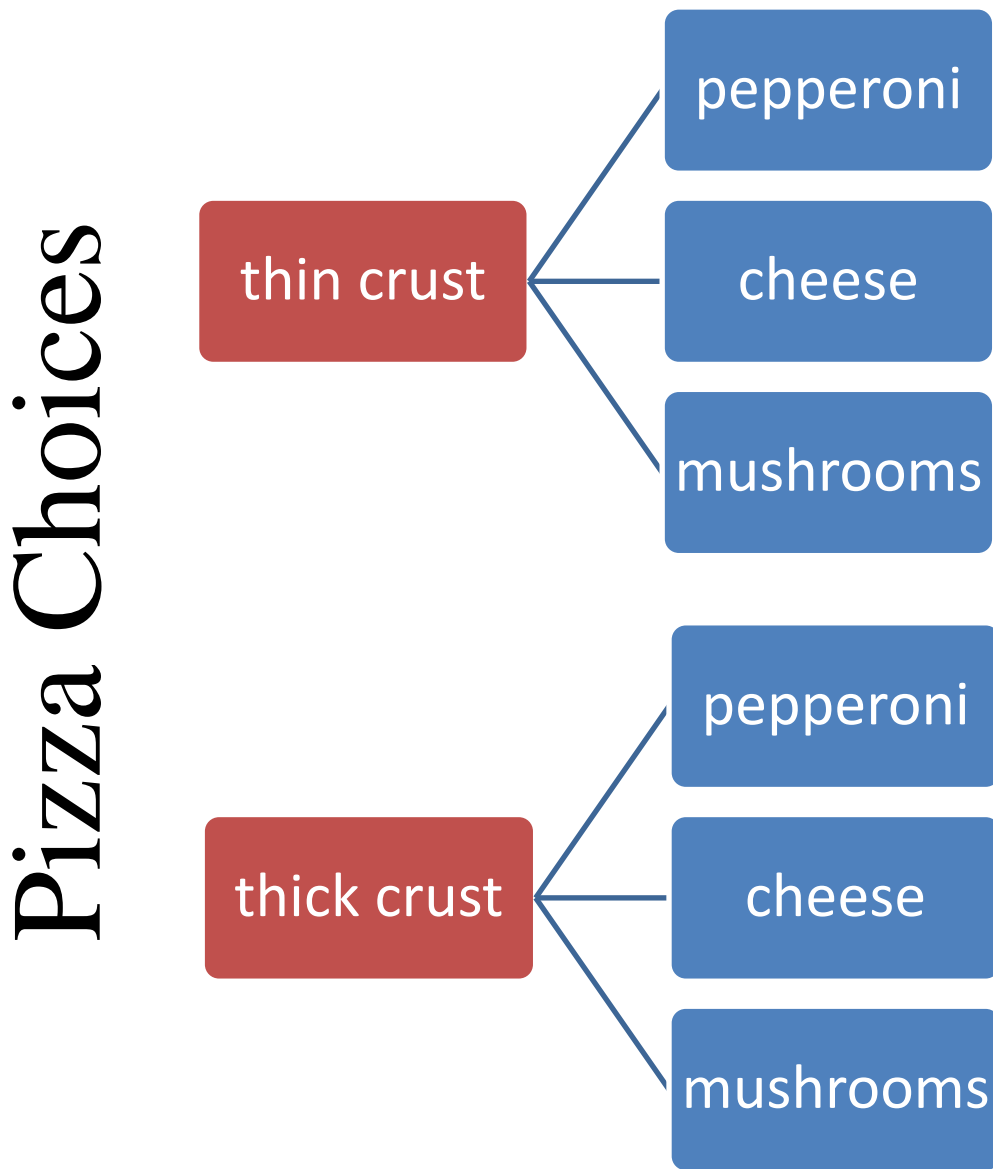 Pizza Choices
thin crust
pepperoni
cheese
mushrooms
thick crust
pepperoni
cheese
mushrooms